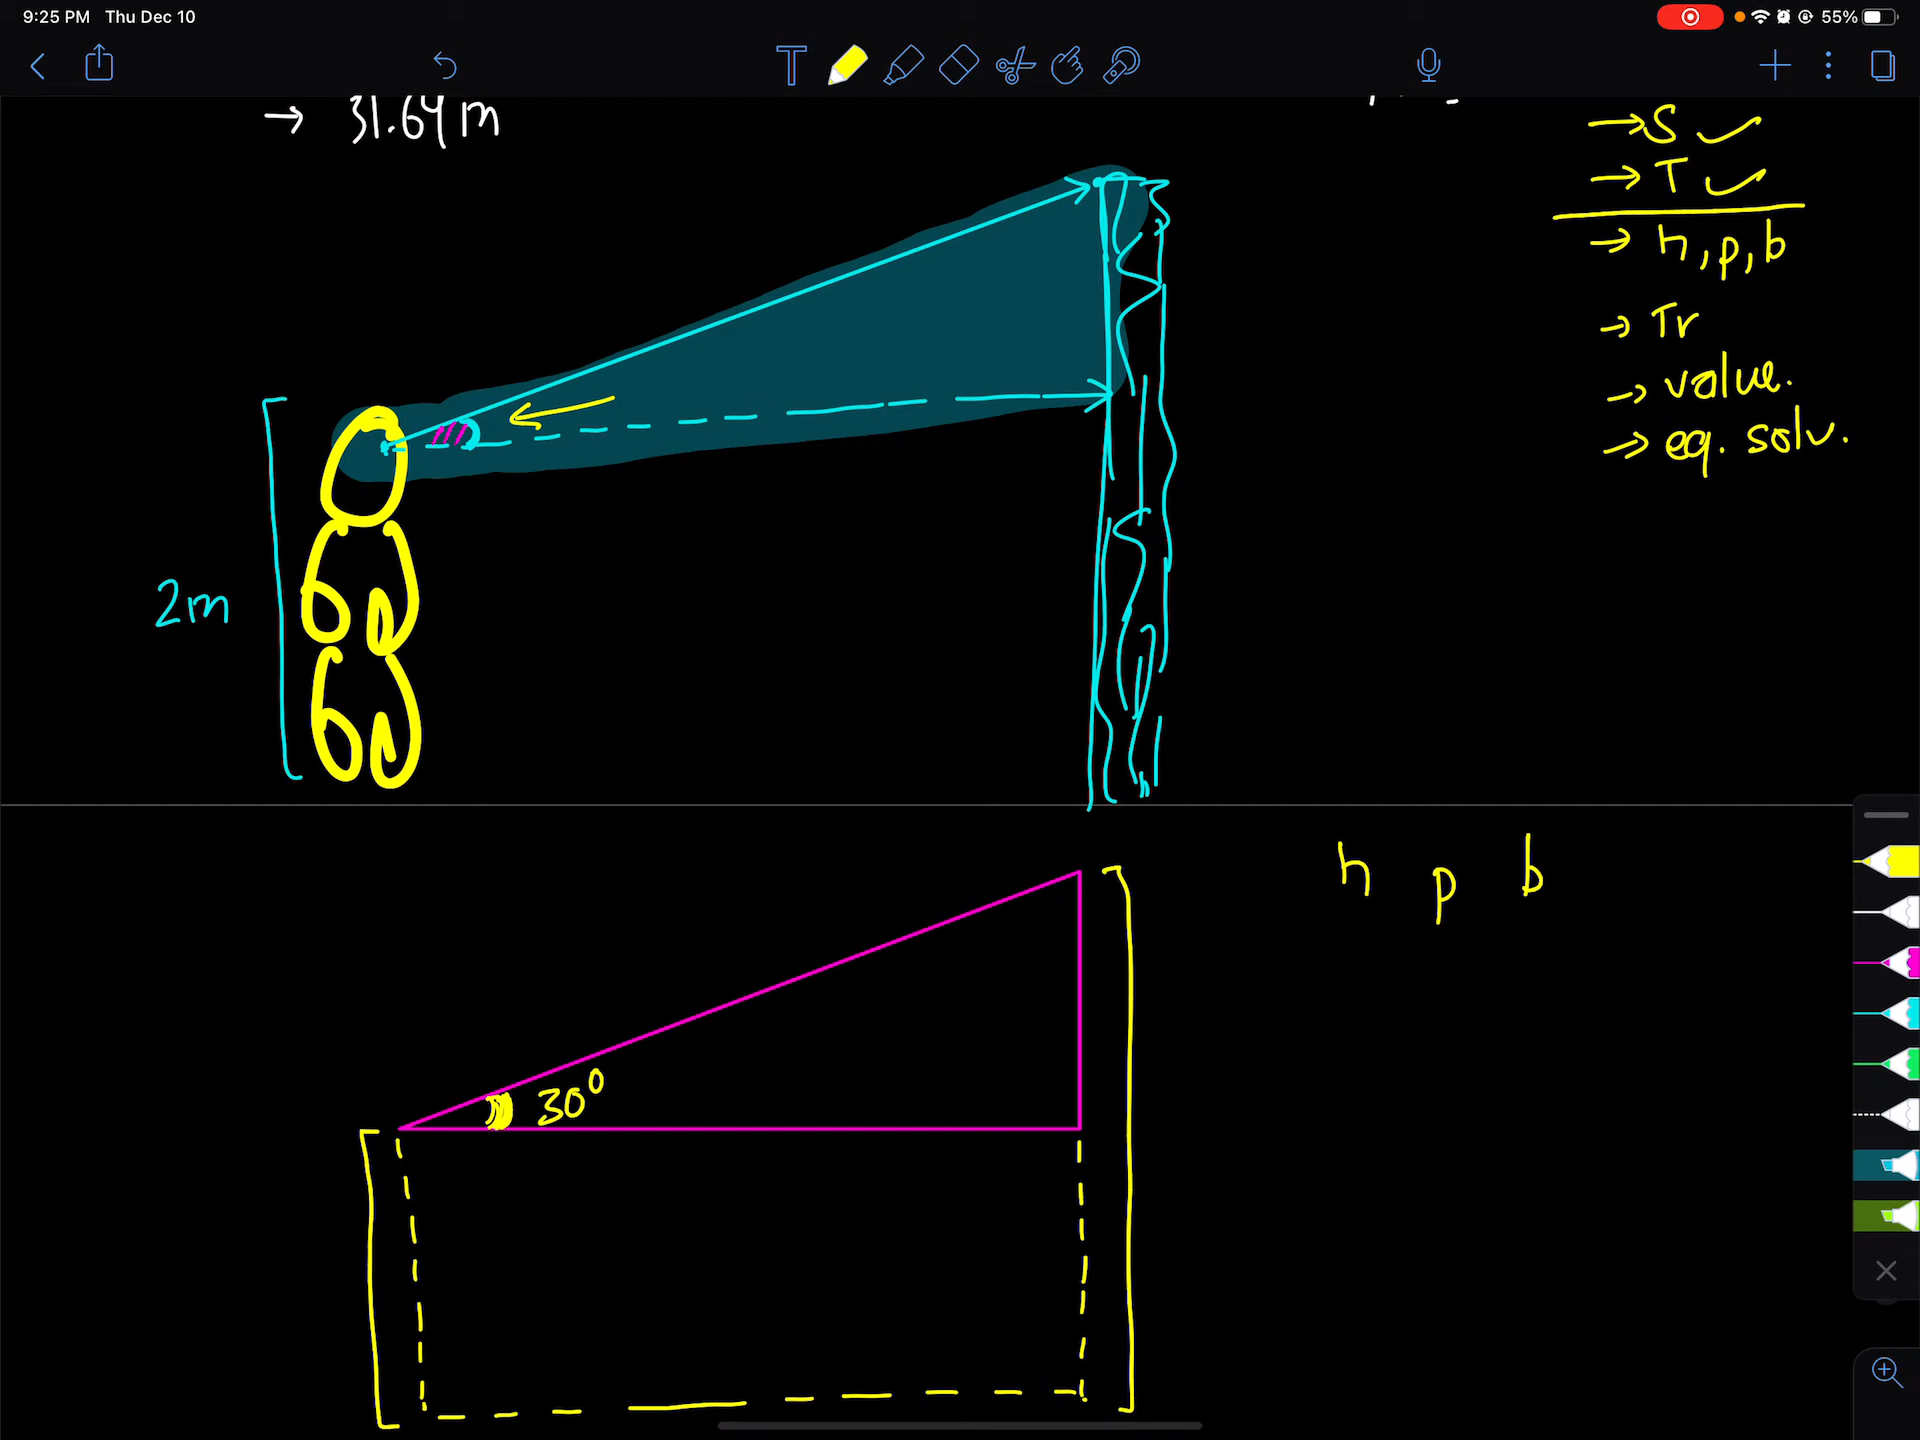 9:25 PM Thu Dec 10
55%
T
→ 31.64 m
→ S ✓
→ T ✓
→ h, p, b
→ Tr
→ value.
→ eq. solv.
2m
h p b
30°